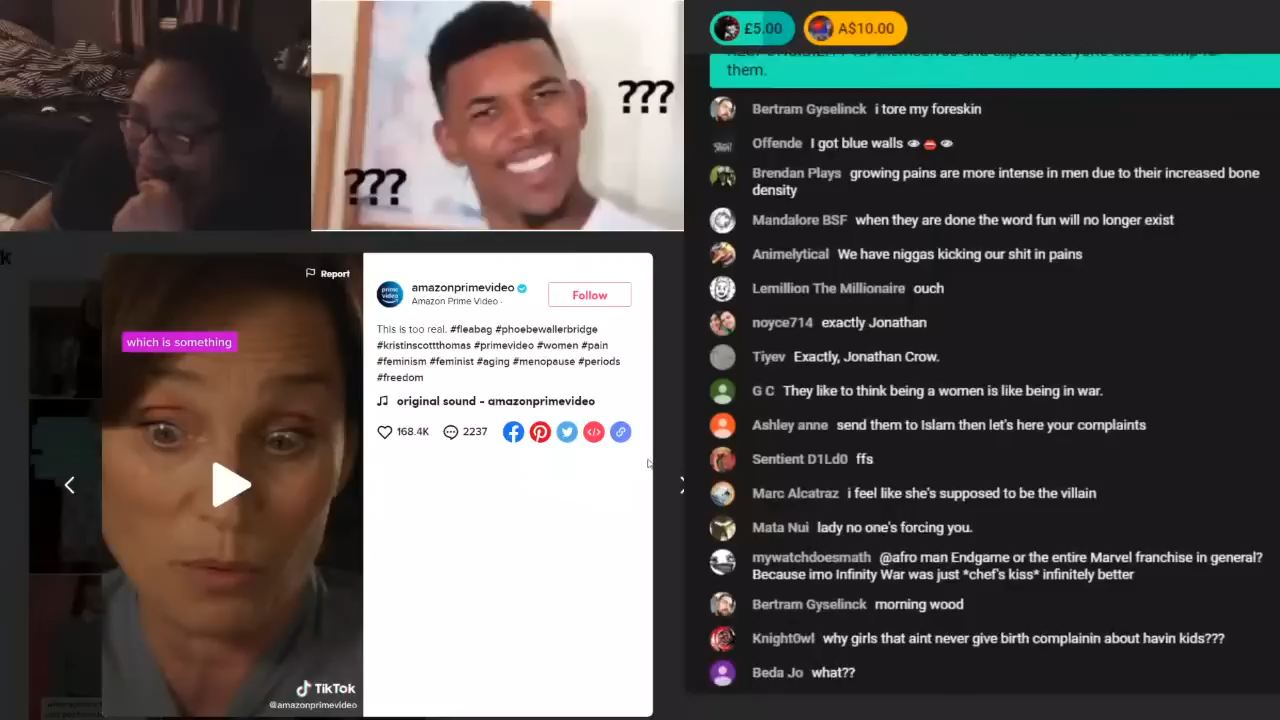 ???
???
Report
which is something
TikTok
@amazonprimevideo
prime
video
amazonprimevideo
Amazon Prime Video ·
Follow
This is too real. #fleabag #phoebewallerbridge
#kristinscottthomas #primevideo #women #pain
#feminism #feminist #aging #menopause #periods
#freedom
original sound - amazonprimevideo
168.4K
2237
£5.00
A$10.00
them.
Bertram Gyselinck i tore my foreskin
Offende I got blue walls 👁️👄👁️
Brendan Plays growing pains are more intense in men due to their increased bone
density
Mandalore BSF when they are done the word fun will no longer exist
Animelytical We have niggas kicking our shit in pains
Lemillion The Millionaire ouch
noyce714 exactly Jonathan
Tiyev Exactly, Jonathan Crow.
G C They like to think being a women is like being in war.
Ashley anne send them to Islam then let's here your complaints
Sentient D1Ld0 ffs
Marc Alcatraz i feel like she's supposed to be the villain
Mata Nui lady no one's forcing you.
mywatchdoesmath @afro man Endgame or the entire Marvel franchise in general?
Because imo Infinity War was just *chef's kiss* infinitely better
Bertram Gyselinck morning wood
Knight0wl why girls that aint never give birth complainin about havin kids???
Beda Jo what??